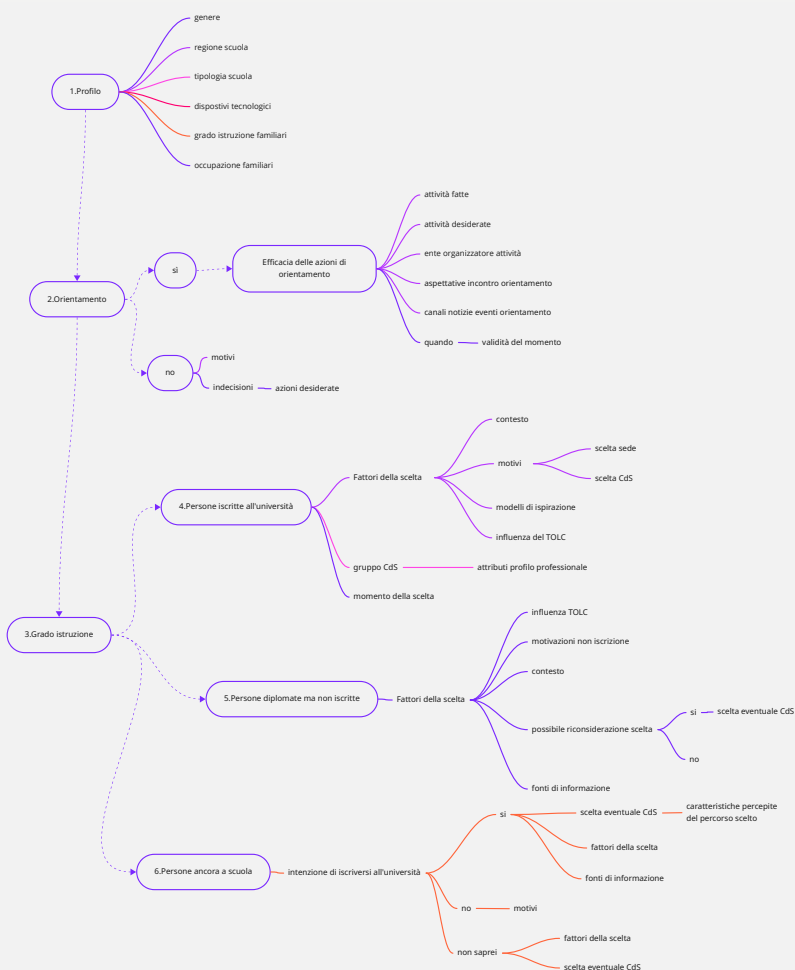 genere
regione scuola
tipologia scuola
1.Profilo
dispostivi tecnologici
grado istruzione familiari
occupazione familiari
attività fatte
attività desiderate
ente organizzatore attività
si
Efficacia delle azioni di
orientamento
aspettative incontro orientamento
2.Orientamento
canali notizie eventi orientamento
quando
validità del momento
motivi
no
indecisioni
azioni desiderate
contesto
scelta sede
motivi
Fattori della scelta
scelta CdS
4.Persone iscritte all'università
modelli di ispirazione
influenza del TOLC
gruppo CdS
attributi profilo professionale
momento della scelta
influenza TOLC
3.Grado istruzione
motivazioni non iscrizione
contesto
5.Persone diplomate ma non iscritte
Fattori della scelta
si
scelta eventuale CdS
possibile riconsiderazione scelta
no
fonti di informazione
si
scelta eventuale CdS
caratteristiche percepite
del percorso scelto
fattori della scelta
6.Persone ancora a scuola
intenzione di iscriversi all'università
fonti di informazione
no
motivi
non saprei
fattori della scelta
scelta eventuale CdS